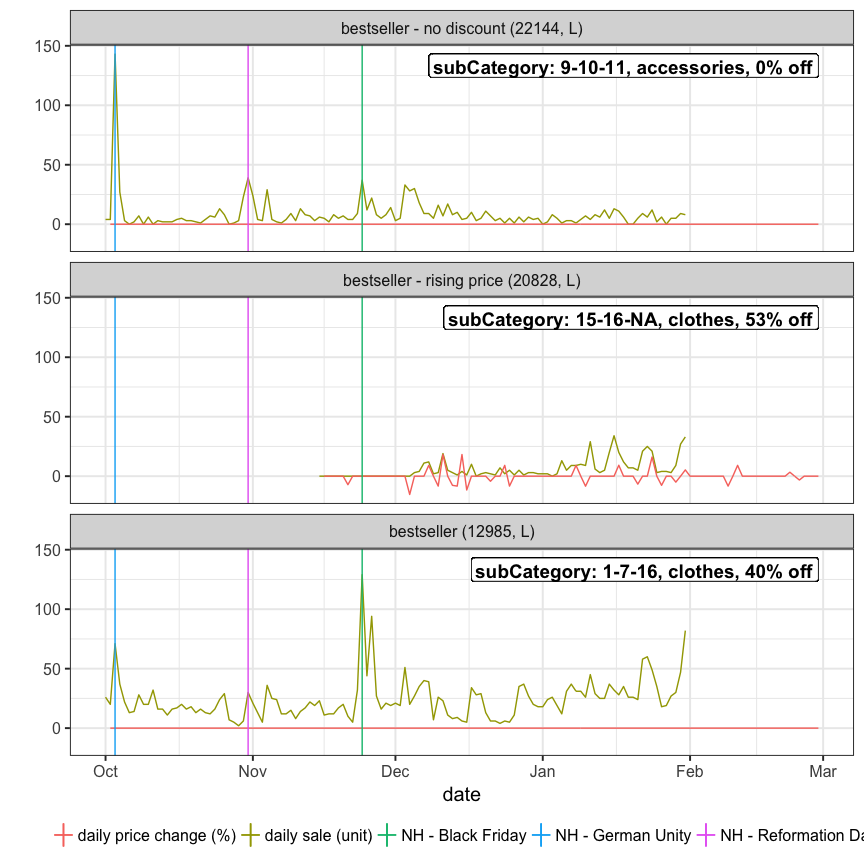 bestseller - no discount (22144, L)
150
subCategory: 9-10-11, accessories, 0% off
100
50
0
bestseller - rising price (20828, L)
150
subCategory: 15-16-NA, clothes, 53% off
100
50
0
bestseller (12985, L)
150
subCategory: 1-7-16, clothes, 40% off
100
50
0
Oct Nov Dec Jan Feb Mar
date
daily price change (%) daily sale (unit) NH - Black Friday NH - German Unity NH - Reformation Da